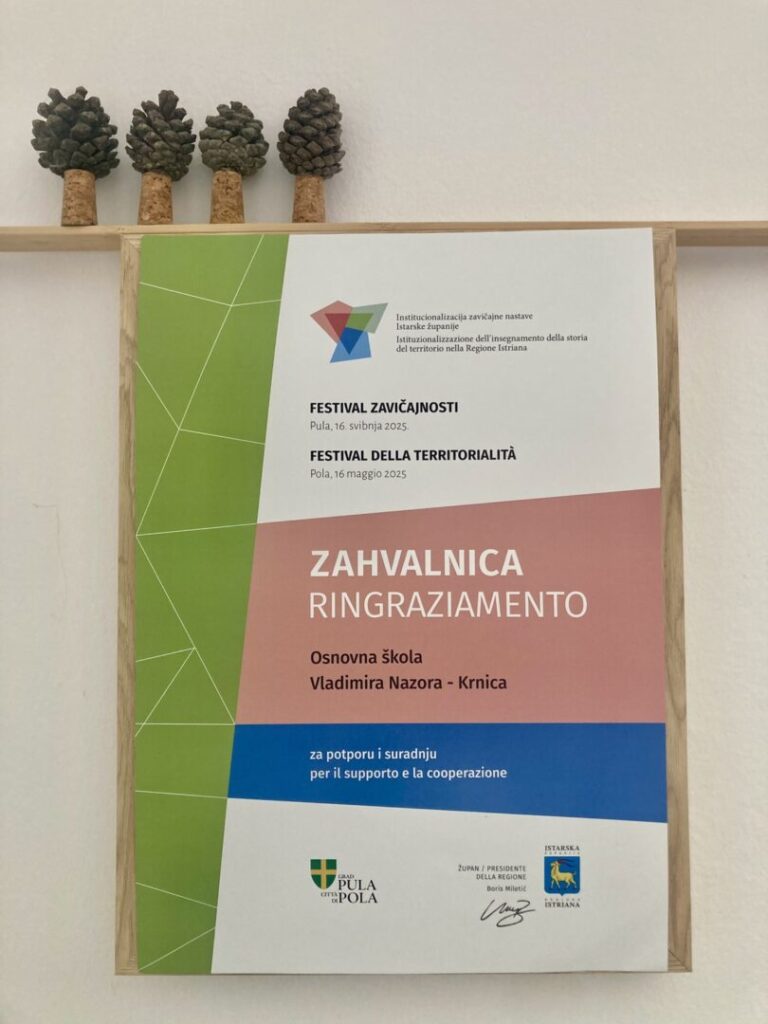 Institucionalizacija zavičajne nastave
Istarske županije
Istituzionalizzazione dell'insegnamento della storia
del territorio nella Regione Istriana
FESTIVAL ZAVIČAJNOSTI
Pula, 16. svibnja 2025.
FESTIVAL DELLA TERRITORIALITÀ
Pola, 16 maggio 2025
ZAHVALNICA
RINGRAZIAMENTO
Osnovna škola
Vladimira Nazora - Krnica
za potporu i suradnju
per il supporto e la cooperazione
GRAD
PULA
CITTÀ DI POLA
ŽUPAN / PRESIDENTE
DELLA REGIONE
Boris Miletić
ISTARSKA
ŽUPANIJA
REGIONE
ISTRIANA